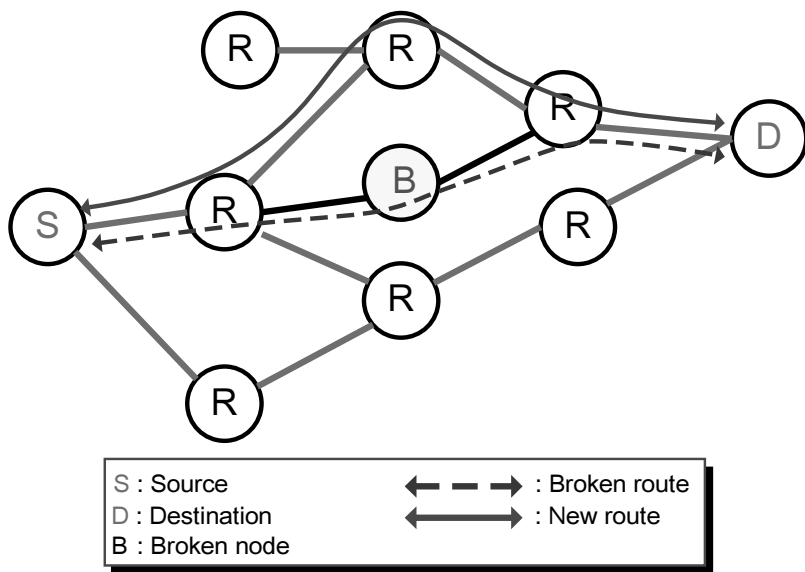 R
R
R
D
B
S
R
R
R
R
S : Source
: Broken route
D : Destination
: New route
B : Broken node